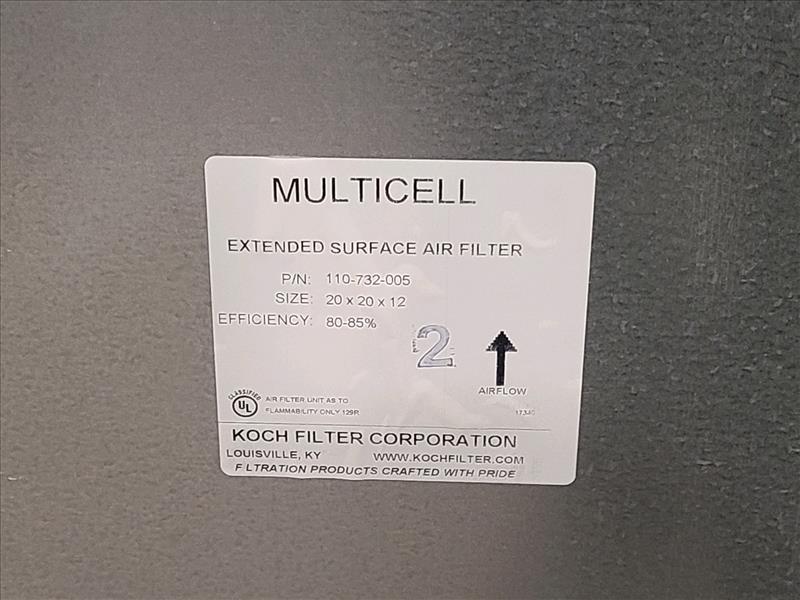 MULTICELL
EXTENDED SURFACE AIR FILTER
P/N: 110-732-005
SIZE: 20 x 20 x 12
EFFICIENCY: 80-85%
2
AIRFLOW
CLASSIFIED
UL
AIR FILTER UNIT AS TO
FLAMMABILITY ONLY 129R
KOCH FILTER CORPORATION
LOUISVILLE, KY WWW.KOCHFILTER.COM
F LTRATION PRODUCTS CRAFTED WITH PRIDE